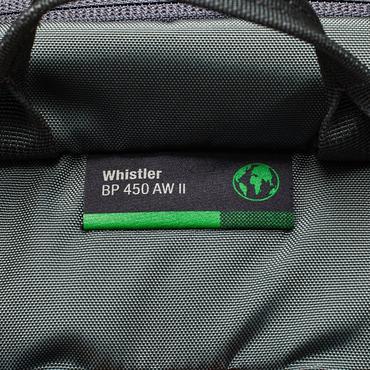 Whistler
BP 450 AW II